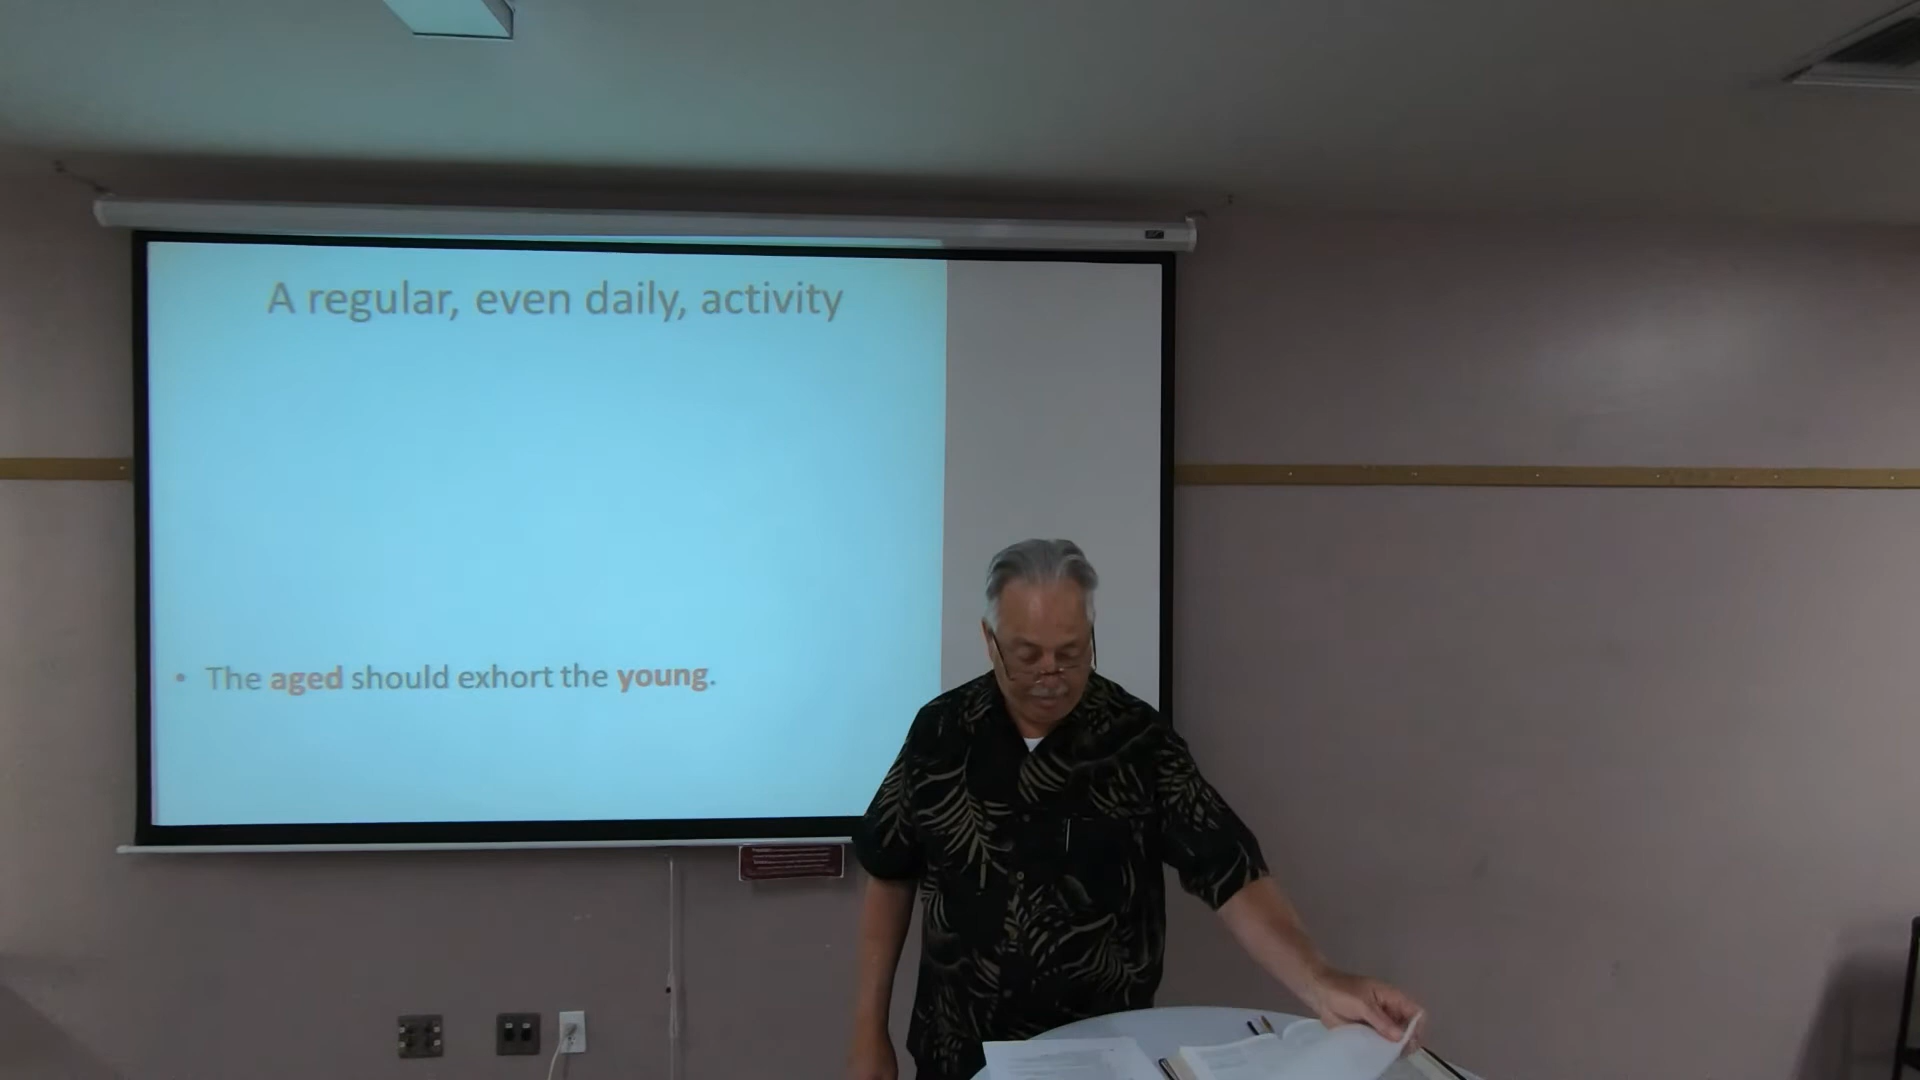 A regular, even daily, activity
• The aged should exhort the young.